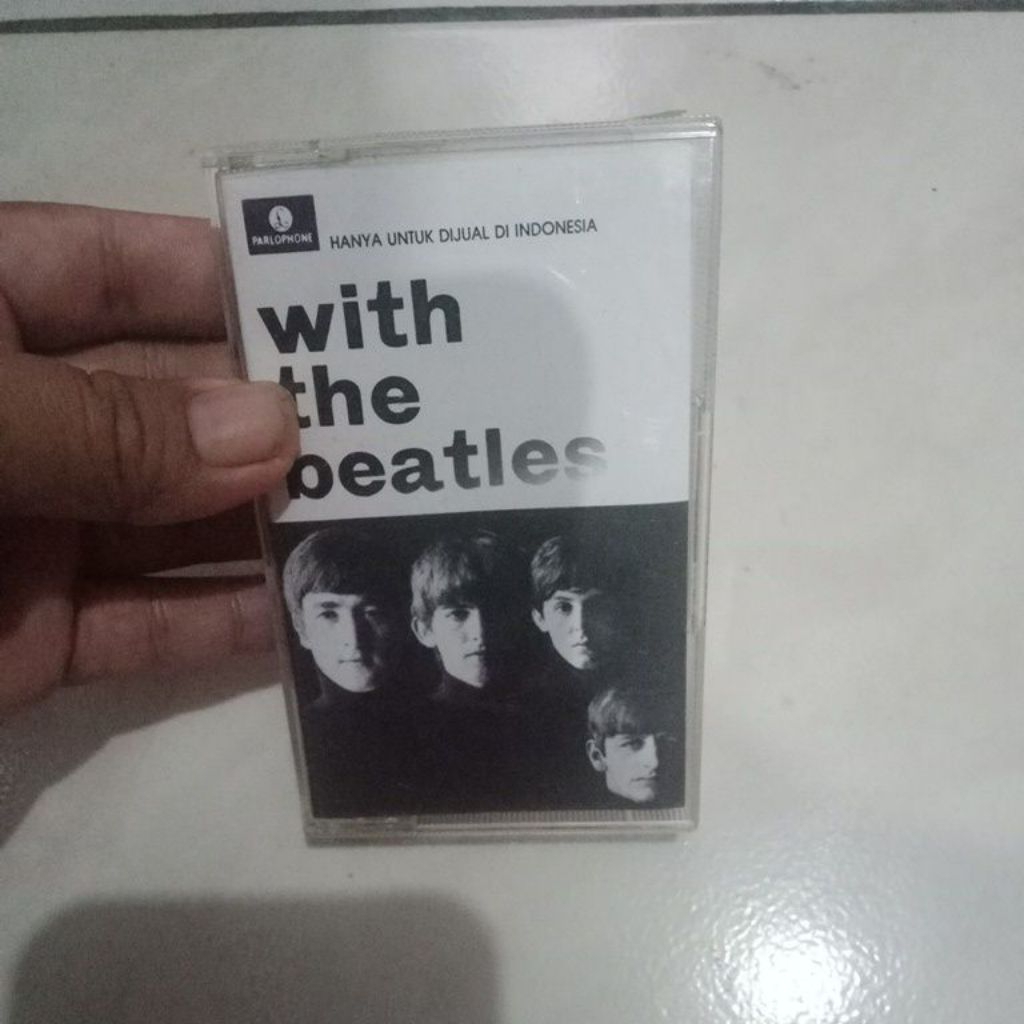 PARLOPHONE
HANYA UNTUK DIJUAL DI INDONESIA
with
the
beatles